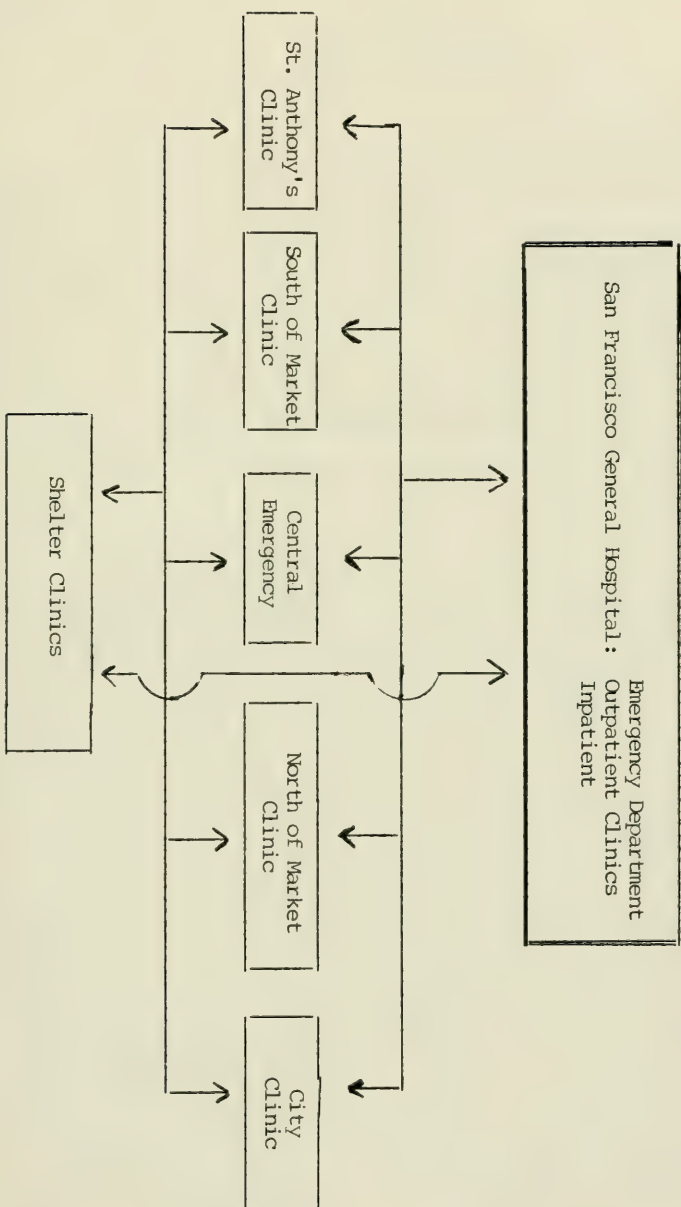 San Francisco General Hospital: Emergency Department
Outpatient Clinics
Inpatient
St. Anthony's
Clinic
South of Market
Clinic
Central
Emergency
North of Market
Clinic
City
Clinic
Shelter Clinics